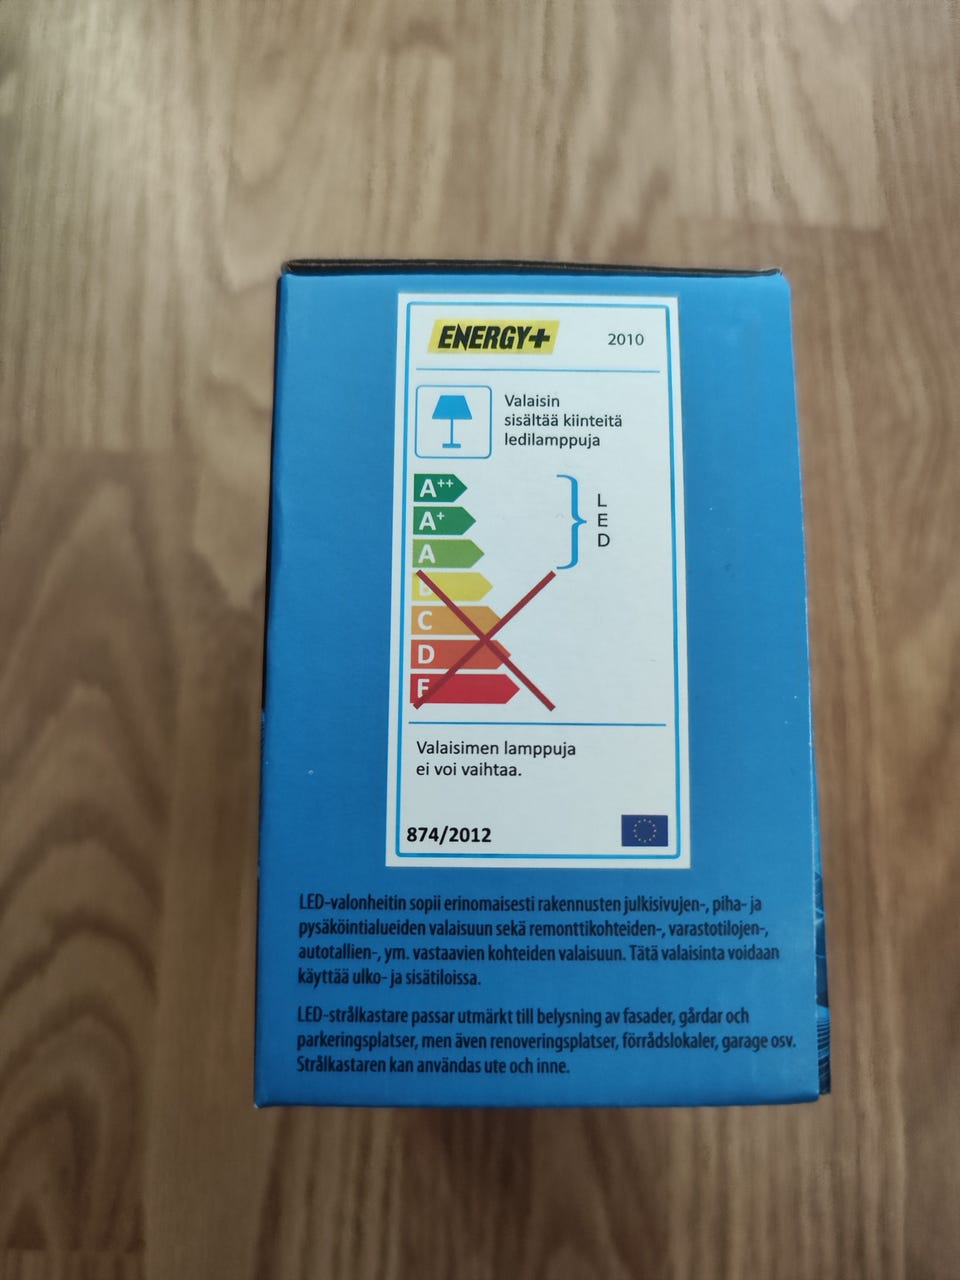 ENERGY+ 2010
Valaisin
sisältää kiinteitä
ledilamppuja
A++
A+
A
L
E
D
B
C
D
E
Valaisimen lamppuja
ei voi vaihtaa.
874/2012
LED-valonheitin sopii erinomaisesti rakennusten julkisivujen-, piha- ja
pysäköintialueiden valaisuun sekä remonttikohteiden-, varastotilojen-,
autotallien-, ym. vastaavien kohteiden valaisuun. Tätä valaisinta voidaan
käyttää ulko- ja sisätiloissa.
LED-strålkastare passar utmärkt till belysning av fasader, gårdar och
parkeringsplatser, men även renoveringsplatser, förrådslokaler, garage osv.
Strålkastaren kan användas ute och inne.